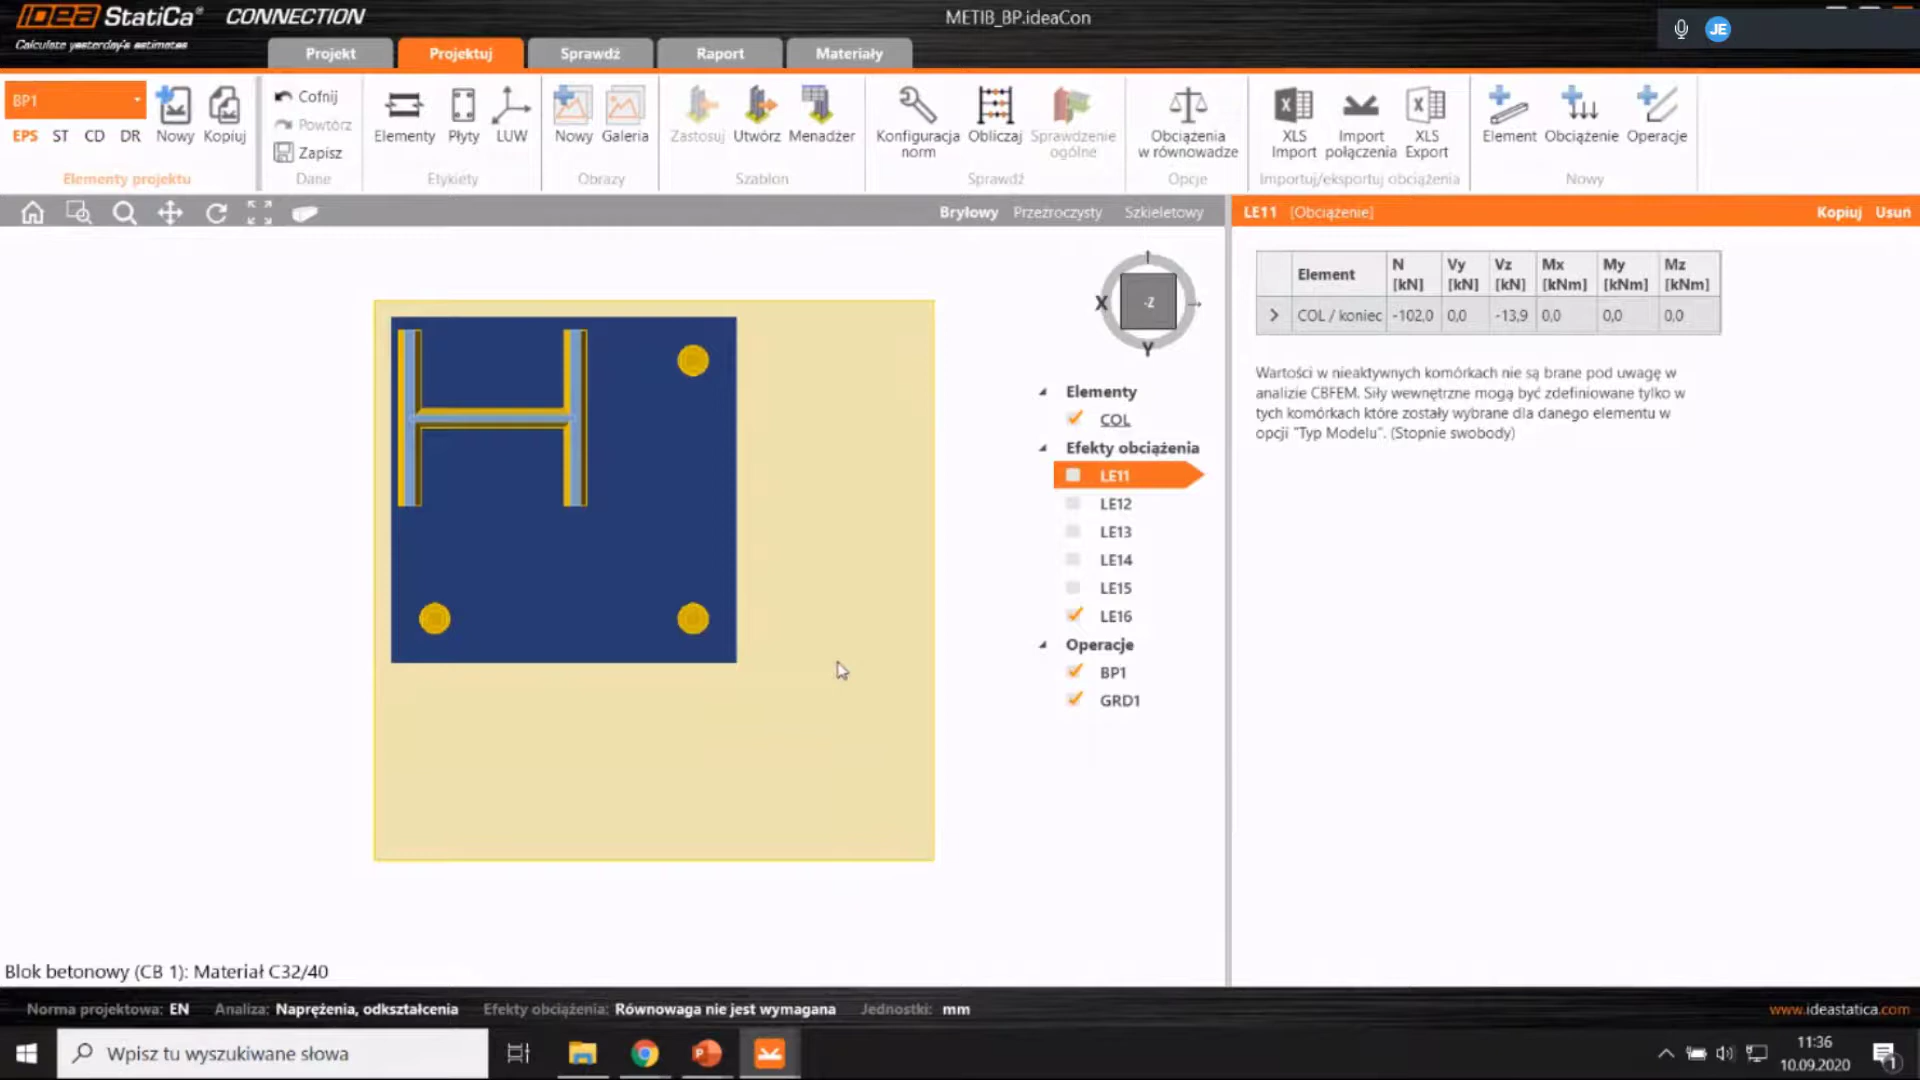 IDEA StatiCa® CONNECTION
Calculate yesterday's estimates
METIB_BP.ideaCon
JE
Projekt
Projektuj
Sprawdź
Raport
Materiały
BP1
EPS ST CD DR
Nowy
Kopiuj
Elementy projektu
Cofnij
Powtórz
Zapisz
Dane
Elementy
Płyty
LUW
Etykiety
Nowy
Galeria
Obrazy
Zastosuj
Utwórz
Menadżer
Szablon
Konfiguracja
norm
Obliczaj
Sprawdzenie
ogólne
Sprawdź
Obciążenia
w równowadze
Opcje
XLS
Import
Import
połączenia
XLS
Export
Importuj/eksportuj obciążenia
Element
Obciążenie
Operacje
Nowy
Bryłowy Przeźroczysty Szkieletowy
LE11 [Obciążenie]
Kopiuj Usuń
X
-Z
Y
Elementy
COL
Efekty obciążenia
LE11
LE12
LE13
LE14
LE15
LE16
Operacje
BP1
GRD1
Element N [kN] Vy [kN] Vz [kN] Mx [kNm] My [kNm] Mz [kNm]
> COL / koniec -102,0 0,0 -13,9 0,0 0,0 0,0
Wartości w nieaktywnych komórkach nie są brane pod uwagę w
analizie CBFEM. Siły wewnętrzne mogą być zdefiniowane tylko w
tych komórkach które zostały wybrane dla danego elementu w
opcji "Typ Modelu". (Stopnie swobody)
Blok betonowy (CB 1): Materiał C32/40
Norma projektowa: EN Analiza: Naprężenia, odkształcenia Efekty obciążenia: Równowaga nie jest wymagana Jednostki: mm
www.ideastatica.com
Wpisz tu wyszukiwane słowa
11:36
10.09.2020
1